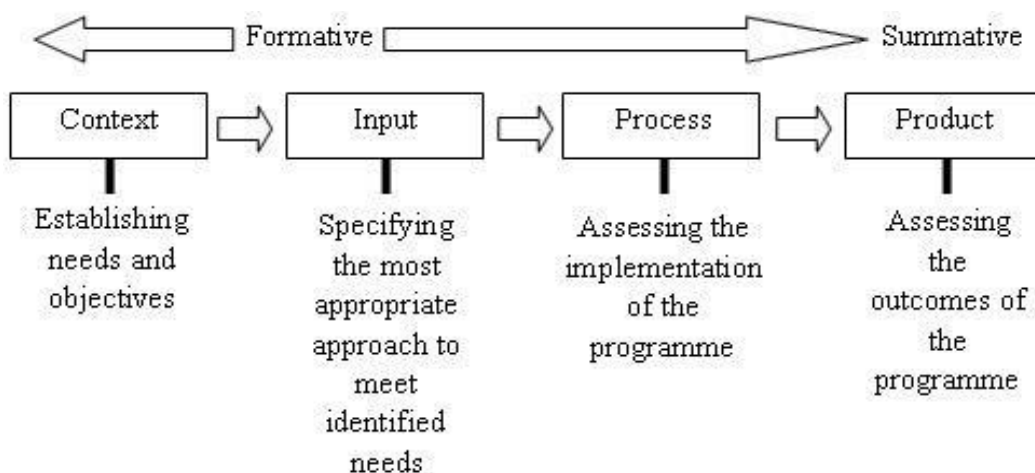 Formative
Summative
Context
Input
Process
Product
Establishing
needs and
objectives
Specifying
the most
appropriate
approach to
meet
identified
needs
Assessing the
implementation
of the
programme
Assessing
the
outcomes of
the
programme